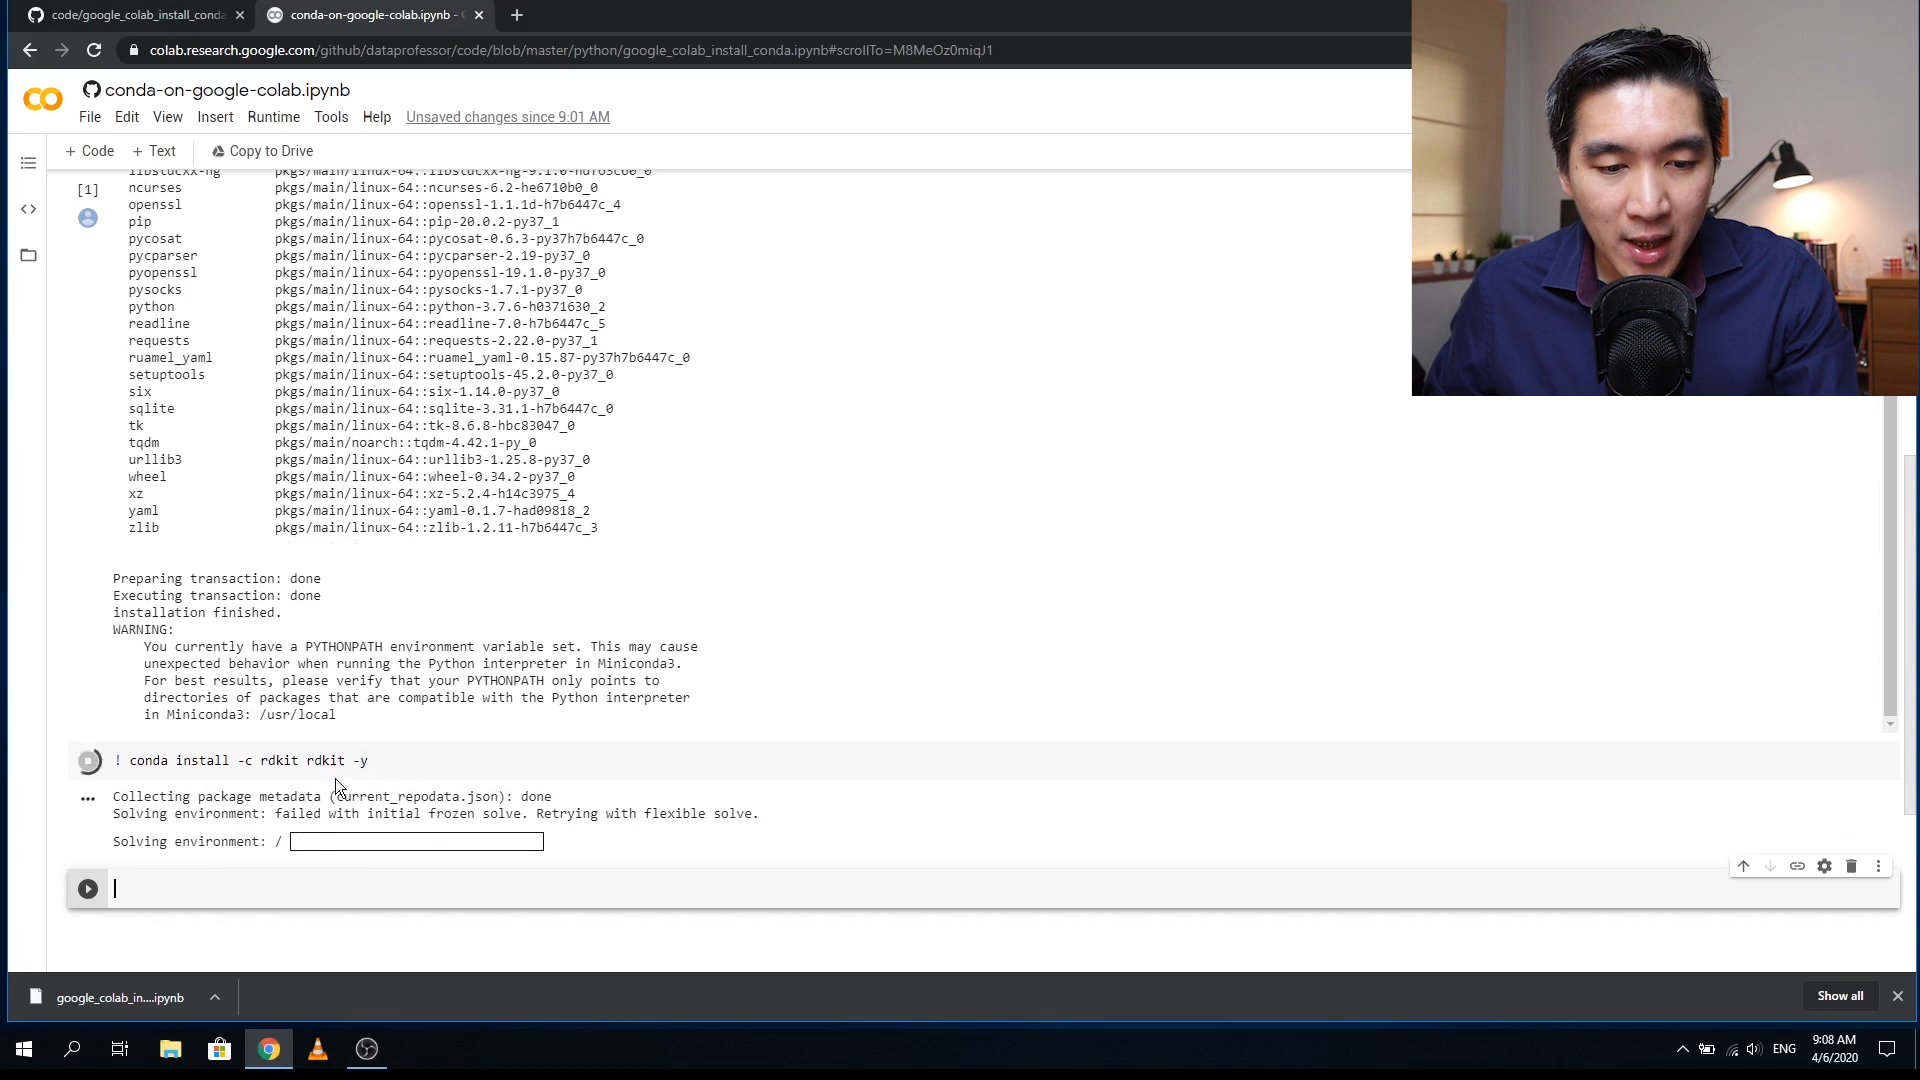 code/google_colab_install_conda
conda-on-google-colab.ipynb -
colab.research.google.com/github/dataprofessor/code/blob/master/python/google_colab_install_conda.ipynb#scrollTo=M8MeOz0miqJ1
conda-on-google-colab.ipynb
File Edit View Insert Runtime Tools Help Unsaved changes since 9:01 AM
+ Code + Text Copy to Drive
[1]
ncurses pkgs/main/linux-64::ncurses-6.2-he6710b0_0
openssl pkgs/main/linux-64::openssl-1.1.1d-h7b6447c_4
pip pkgs/main/linux-64::pip-20.0.2-py37_1
pycosat pkgs/main/linux-64::pycosat-0.6.3-py37h7b6447c_0
pycparser pkgs/main/linux-64::pycparser-2.19-py37_0
pyopenssl pkgs/main/linux-64::pyopenssl-19.1.0-py37_0
pysocks pkgs/main/linux-64::pysocks-1.7.1-py37_0
python pkgs/main/linux-64::python-3.7.6-h0371630_2
readline pkgs/main/linux-64::readline-7.0-h7b6447c_5
requests pkgs/main/linux-64::requests-2.22.0-py37_1
ruamel_yaml pkgs/main/linux-64::ruamel_yaml-0.15.87-py37h7b6447c_0
setuptools pkgs/main/linux-64::setuptools-45.2.0-py37_0
six pkgs/main/linux-64::six-1.14.0-py37_0
sqlite pkgs/main/linux-64::sqlite-3.31.1-h7b6447c_0
tk pkgs/main/linux-64::tk-8.6.8-hbc83047_0
tqdm pkgs/main/noarch::tqdm-4.42.1-py_0
urllib3 pkgs/main/linux-64::urllib3-1.25.8-py37_0
wheel pkgs/main/linux-64::wheel-0.34.2-py37_0
xz pkgs/main/linux-64::xz-5.2.4-h14c3975_4
yaml pkgs/main/linux-64::yaml-0.1.7-had09818_2
zlib pkgs/main/linux-64::zlib-1.2.11-h7b6447c_3
Preparing transaction: done
Executing transaction: done
installation finished.
WARNING:
You currently have a PYTHONPATH environment variable set. This may cause
unexpected behavior when running the Python interpreter in Miniconda3.
For best results, please verify that your PYTHONPATH only points to
directories of packages that are compatible with the Python interpreter
in Miniconda3: /usr/local
! conda install -c rdkit rdkit -y
Collecting package metadata (current_repodata.json): done
Solving environment: failed with initial frozen solve. Retrying with flexible solve.
Solving environment: /
google_colab_in....ipynb
Show all
ENG
9:08 AM
4/6/2020